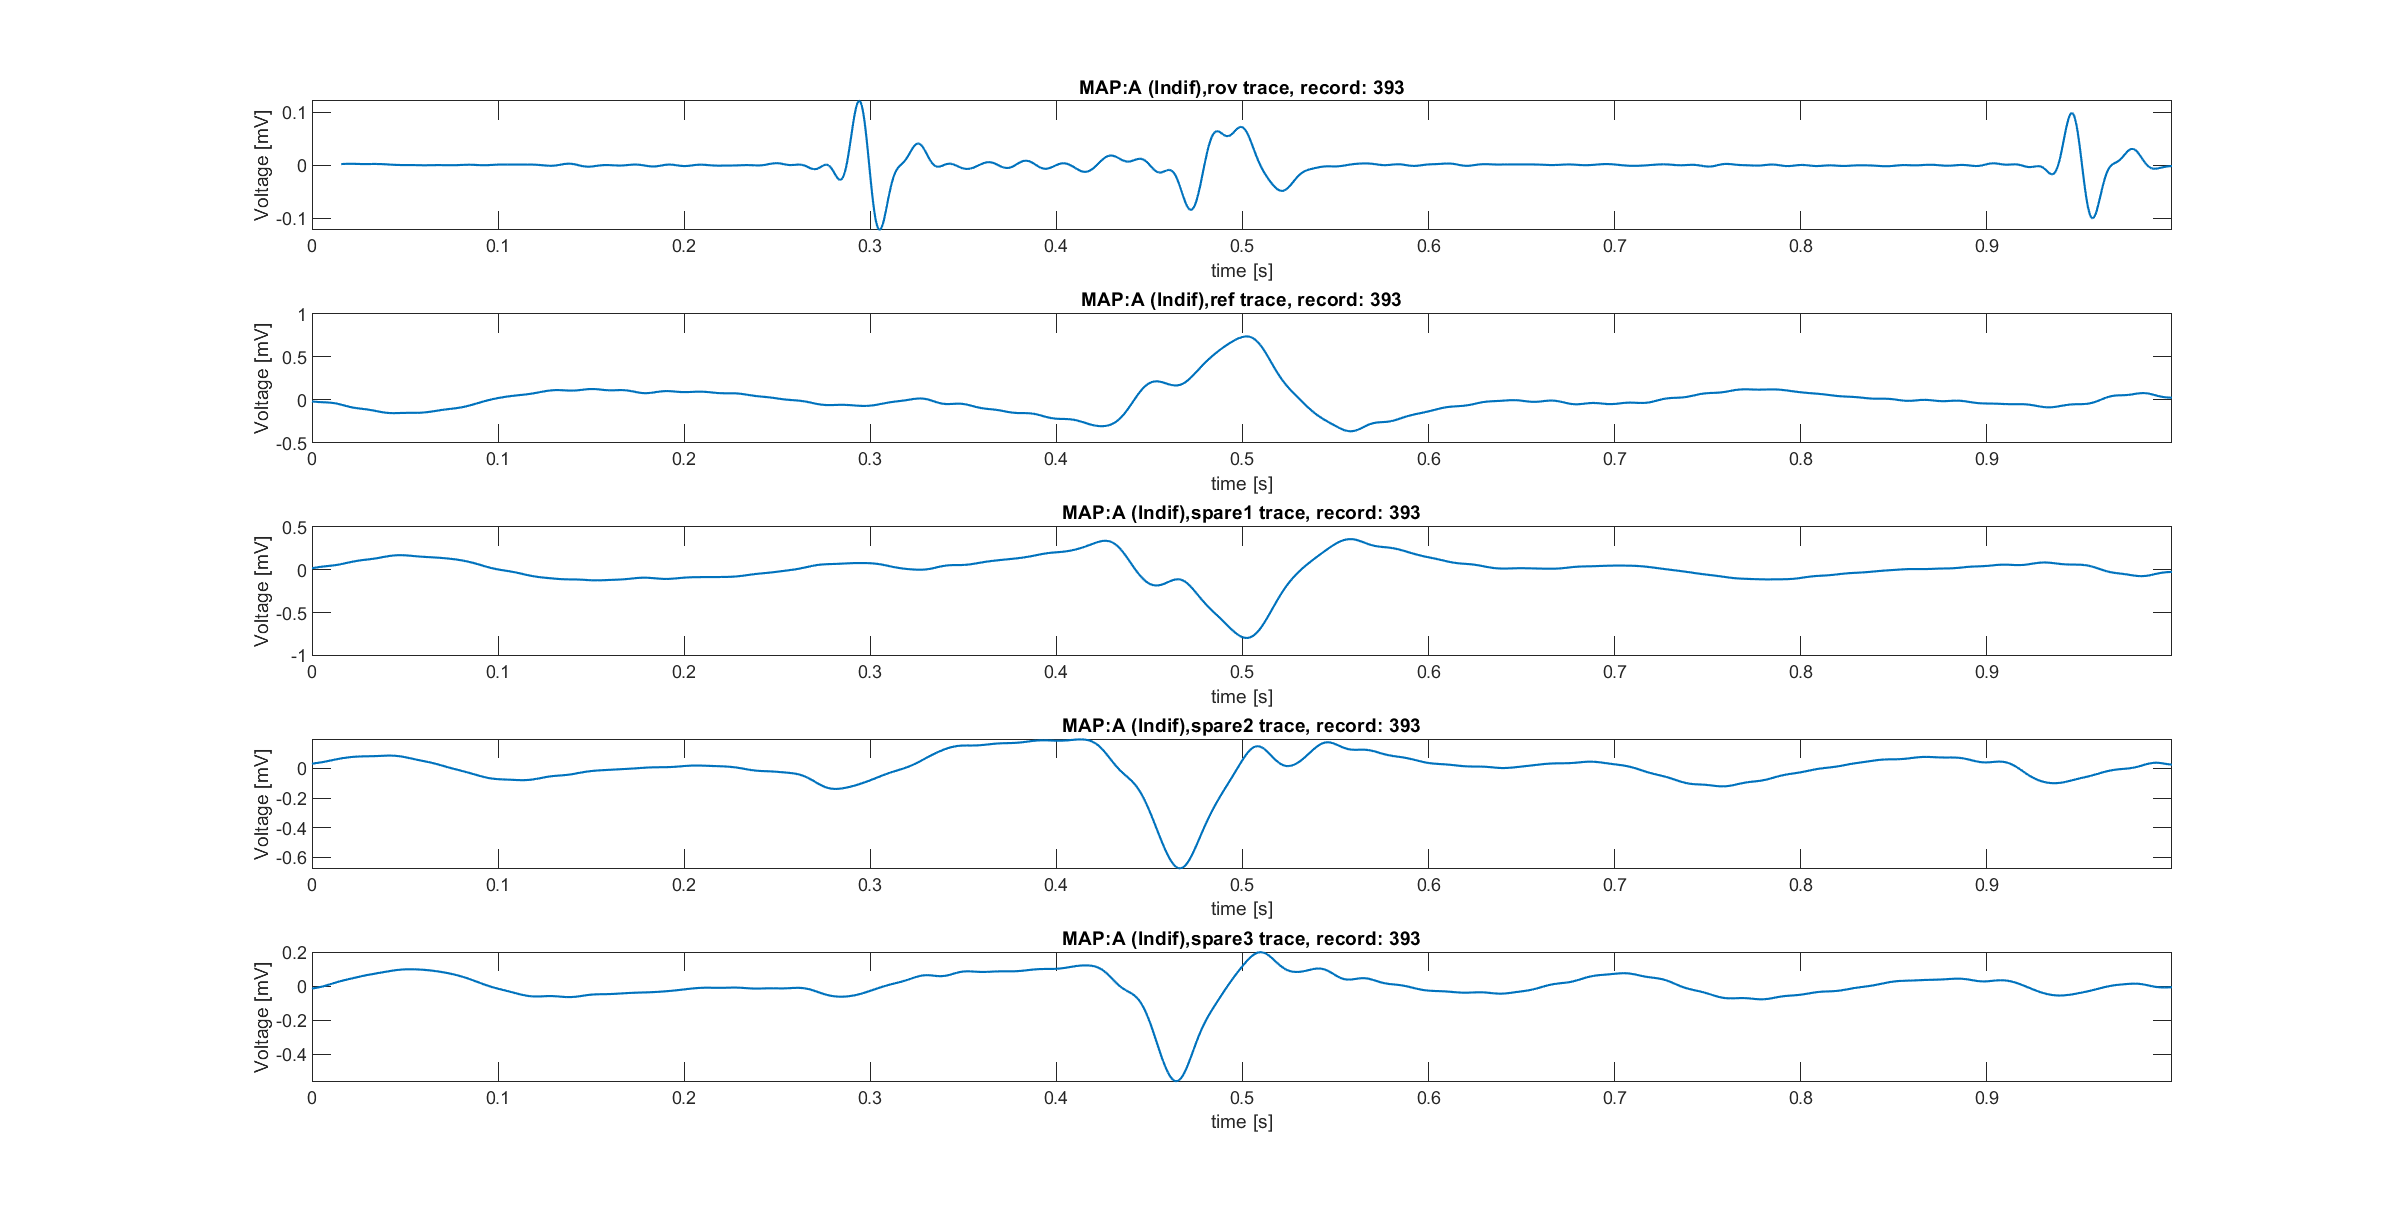 MAP:A (Indif),rov trace, record: 393
Voltage [mV]
0.1
0
-0.1
0 0.1 0.2 0.3 0.4 0.5 0.6 0.7 0.8 0.9
time [s]
MAP:A (Indif),ref trace, record: 393
Voltage [mV]
1
0.5
0
-0.5
0 0.1 0.2 0.3 0.4 0.5 0.6 0.7 0.8 0.9
time [s]
MAP:A (Indif),spare1 trace, record: 393
Voltage [mV]
0.5
0
-0.5
-1
0 0.1 0.2 0.3 0.4 0.5 0.6 0.7 0.8 0.9
time [s]
MAP:A (Indif),spare2 trace, record: 393
Voltage [mV]
0
-0.2
-0.4
-0.6
0 0.1 0.2 0.3 0.4 0.5 0.6 0.7 0.8 0.9
time [s]
MAP:A (Indif),spare3 trace, record: 393
Voltage [mV]
0.2
0
-0.2
-0.4
0 0.1 0.2 0.3 0.4 0.5 0.6 0.7 0.8 0.9
time [s]